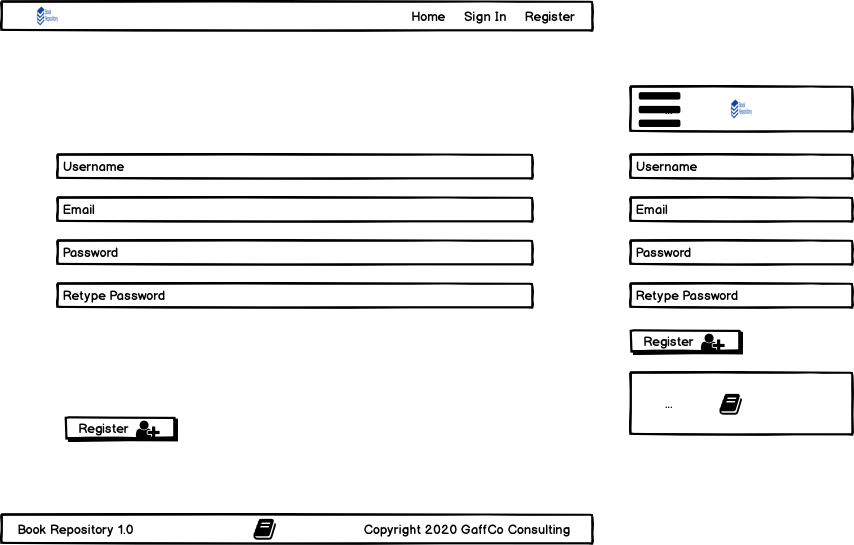 Book
Repository
Home Sign In Register
Username
Email
Password
Retype Password
Register
Book Repository 1.0
Copyright 2020 GaffCo Consulting
...
Book
Repository
Username
Email
Password
Retype Password
Register
...